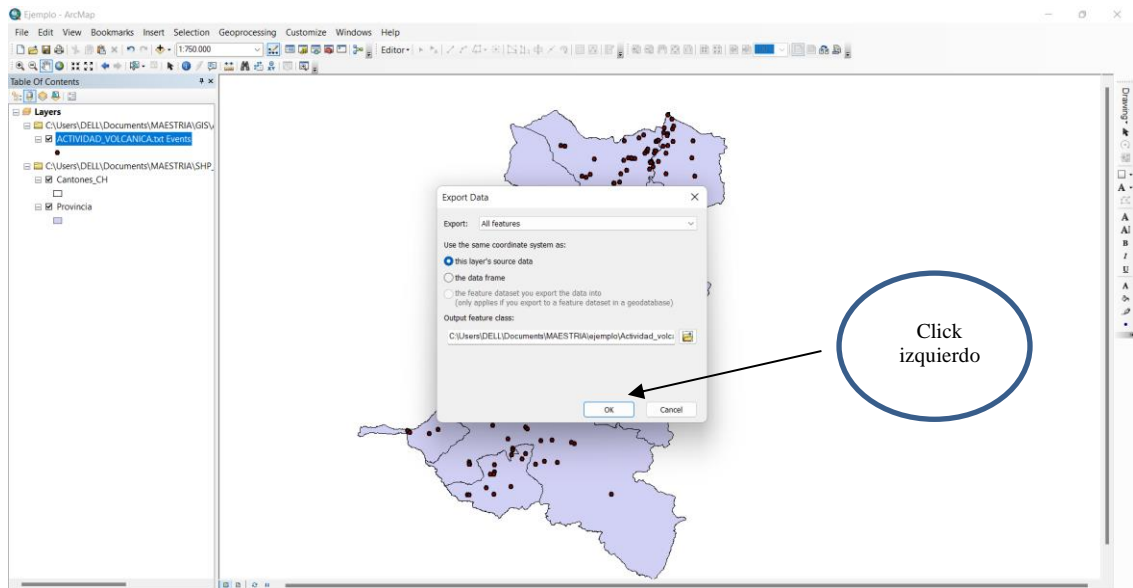 Ejemplo - ArcMap
File Edit View Bookmarks Insert Selection Geoprocessing Customize Windows Help
1:750.000
Editor
Table Of Contents
Layers
C:\Users\DELL\Documents\MAESTRIA\GIS\
ACTIVIDAD_VOLCANICA.txt Events
C:\Users\DELL\Documents\MAESTRIA\SHP_
Cantones_CH
Provincia
Export Data
Export: All features
Use the same coordinate system as:
this layer's source data
the data frame
the feature dataset you export the data into
(only applies if you export to a feature dataset in a geodatabase)
Output feature class:
C:\Users\DELL\Documents\MAESTRIA\ejemplo\Actividad_volc
OK Cancel
Click
izquierdo
Drawing
A
A
B
I
U
A